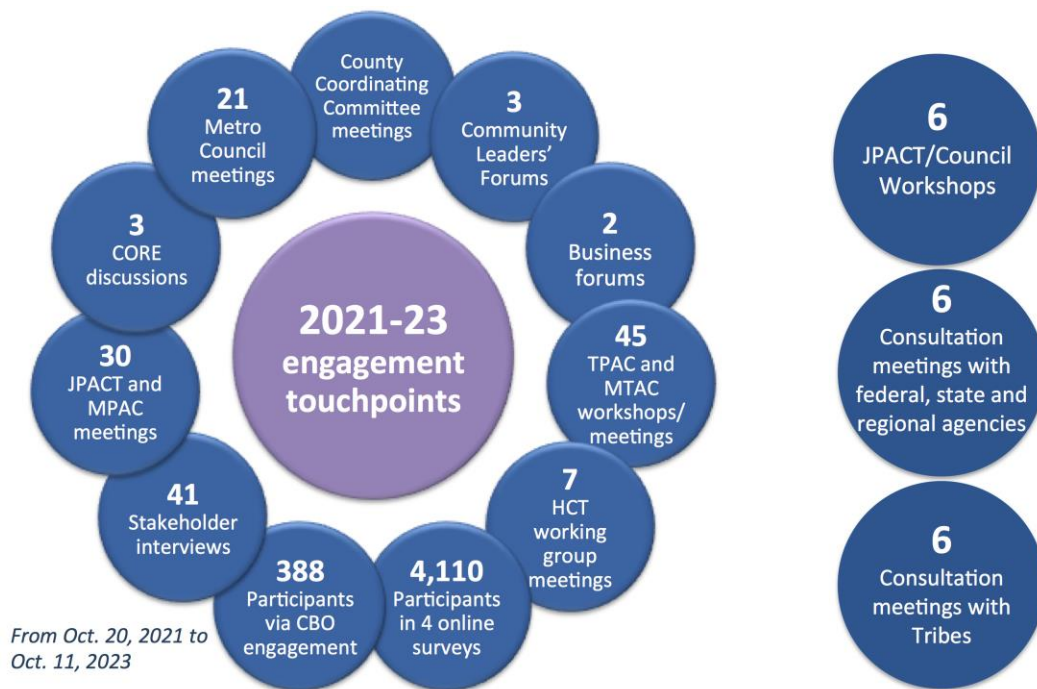 County
Coordinating
Committee
meetings
3
Community
Leaders’
Forums
2
Business
forums
45
TPAC and
MTAC
workshops/
meetings
7
HCT
working
group
meetings
4,110
Participants
in 4 online
surveys
388
Participants
via CBO
engagement
41
Stakeholder
interviews
30
JPACT and
MPAC
meetings
3
CORE
discussions
21
Metro
Council
meetings
2021-23
engagement
touchpoints
From Oct. 20, 2021 to
Oct. 11, 2023
6
JPACT/Council
Workshops
6
Consultation
meetings with
federal, state and
regional agencies
6
Consultation
meetings with
Tribes